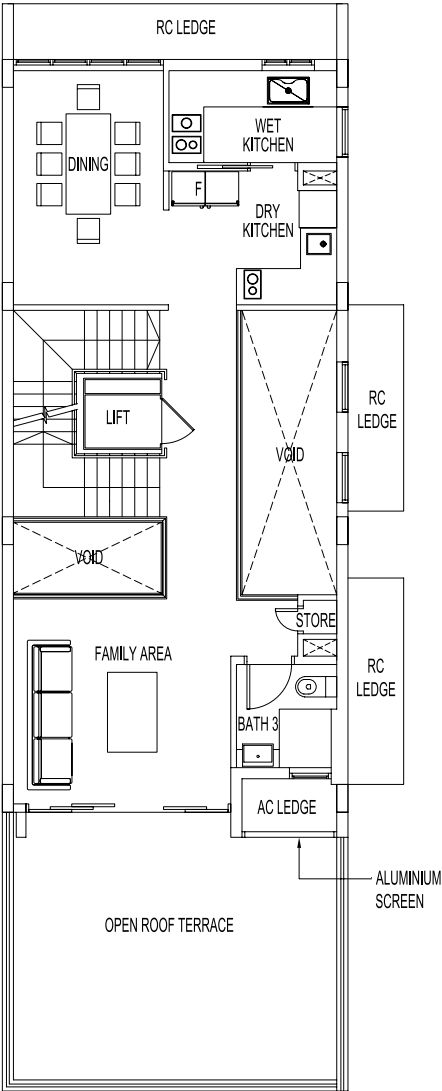 RC LEDGE
WET
KITCHEN
DINING
F
DRY
KITCHEN
LIFT
RC
LEDGE
VOID
VOID
STORE
FAMILY AREA
RC
LEDGE
BATH 3
AC LEDGE
ALUMINIUM
SCREEN
OPEN ROOF TERRACE